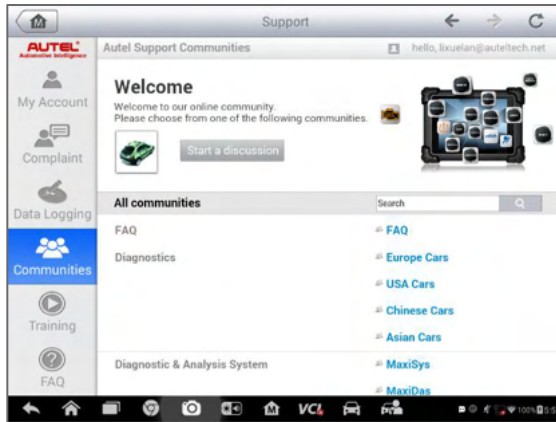 Support
AUTEL
Autel Support Communities
hello, lixuelan@auteltech.net
My Account
Complaint
Data Logging
Communities
Training
FAQ
Welcome
Welcome to our online community.
Please choose from one of the following communities.
Start a discussion
All communities
Search
FAQ
FAQ
Diagnostics
Europe Cars
USA Cars
Chinese Cars
Asian Cars
Diagnostic & Analysis System
MaxiSys
MaxiDas
VCI
100%